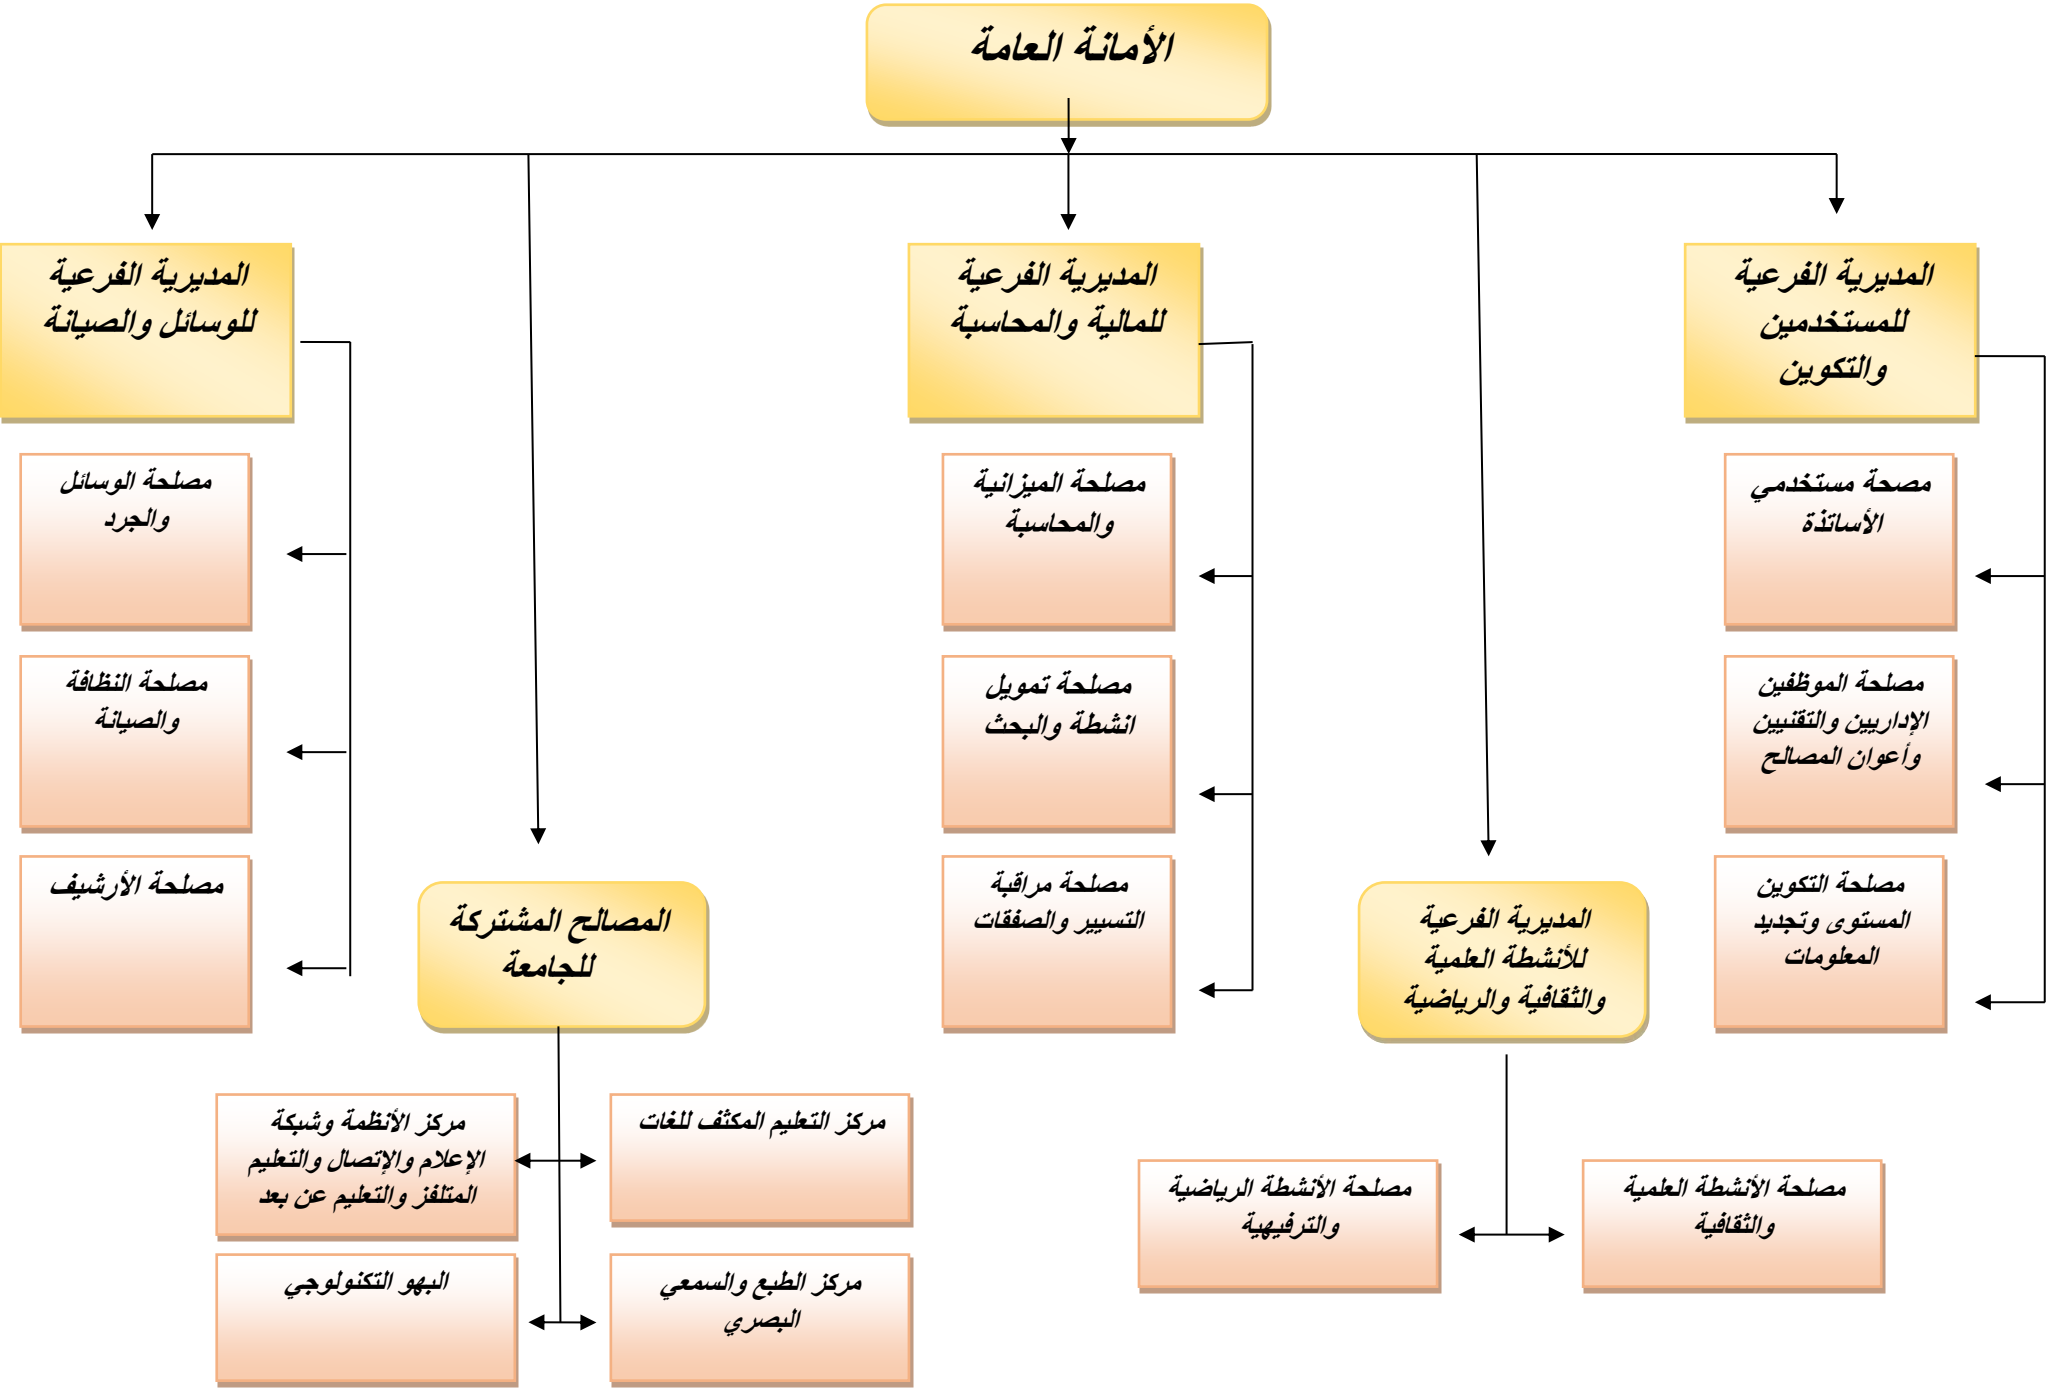 الأمانة العامة
المديرية الفرعية
للمستخدمين
والتكوين
المديرية الفرعية
للمالية والمحاسبة
المديرية الفرعية
للوسائل والصيانة
مصحة مستخدمي
الأساتذة
مصلحة الموظفين
الإداريين والتقنيين
وأعوان المصالح
مصلحة التكوين
المستوى وتجديد
المعلومات
المديرية الفرعية
للأنشطة العلمية
والثقافية والرياضية
مصلحة الأنشطة العلمية
والثقافية
مصلحة الأنشطة الرياضية
والترفيهية
مصلحة الميزانية
والمحاسبة
مصلحة تمويل
انشطة والبحث
مصلحة مراقبة
التسيير والصفقات
المصالح المشتركة
للجامعة
مركز التعليم المكثف للغات
مركز الأنظمة وشبكة
الإعلام والإتصال والتعليم
المتلفز والتعليم عن بعد
مركز الطبع والسمعي
البصري
البهو التكنولوجي
مصلحة الوسائل
والجرد
مصلحة النظافة
والصيانة
مصلحة الأرشيف